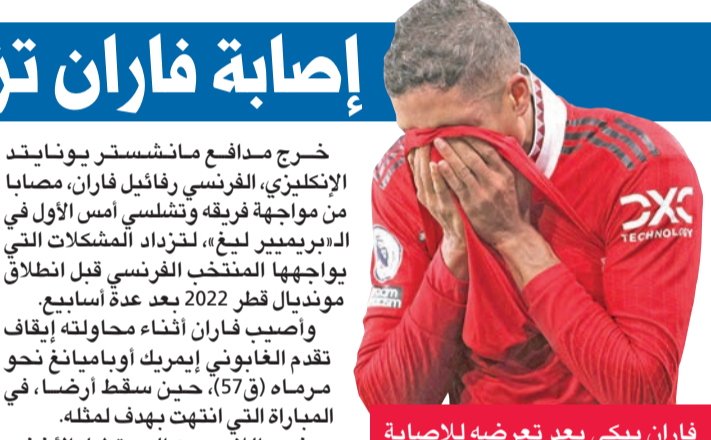 إصابة فاران
خرج مدافع مانشستر يونايتد
الإنكليزي، الفرنسي رفائيل فاران، مصابا
من مواجهة فريقه وتشلسي أمس الأول في
الـ«بريميير ليغ»، لتزداد المشكلات التي
يواجهها المنتخب الفرنسي قبل انطلاق
مونديال قطر 2022 بعد عدة أسابيع.
وأصيب فاران أثناء محاولته إيقاف
تقدم الغابوني إيمريك أوباميانغ نحو
مرماه (ق57)، حين سقط أرضا، في
المباراة التي انتهت بهدف لمثله.
DXC
TECHNOLOGY
فاران يبكي بعد تعرضه للإصابة